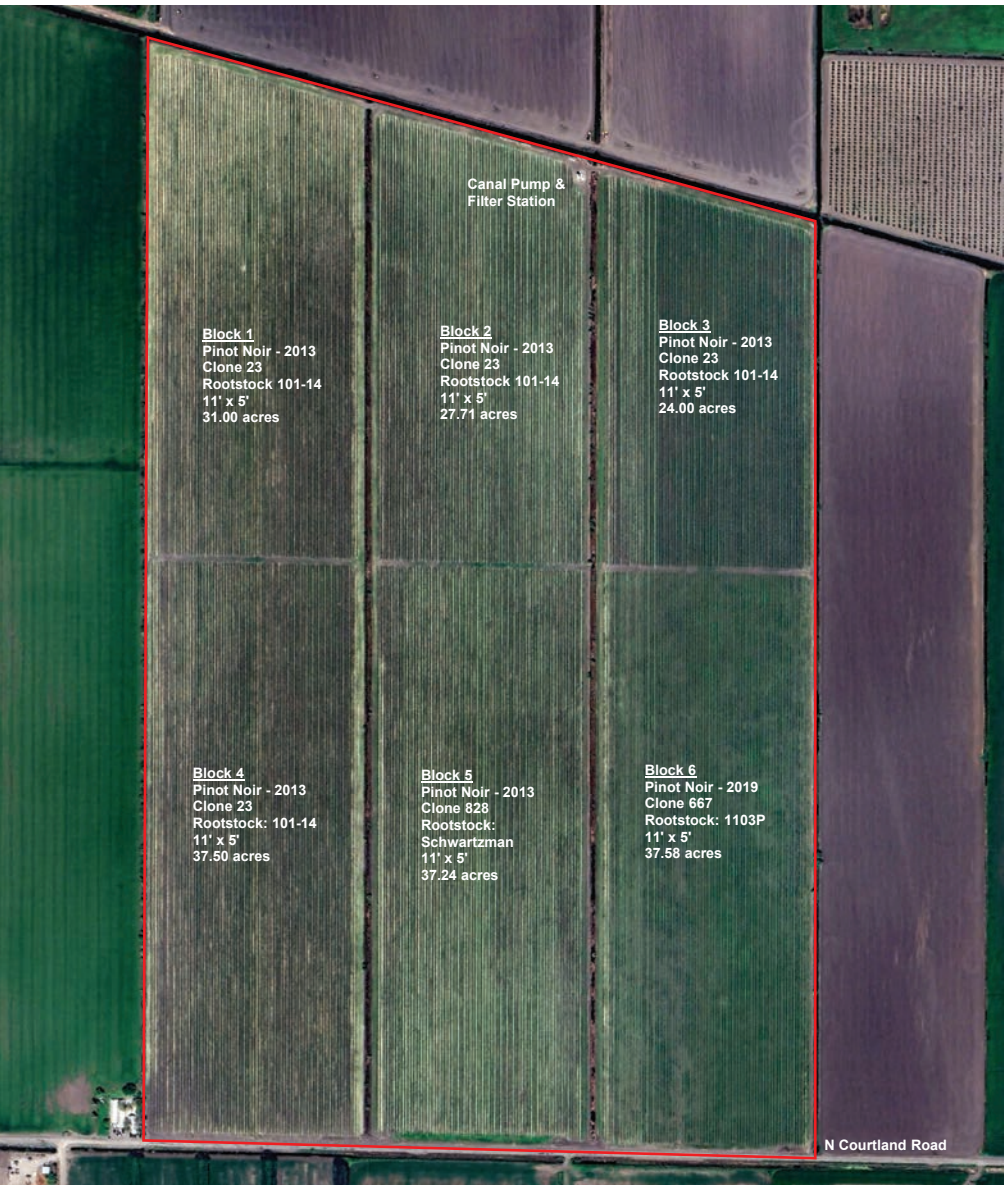 Canal Pump &
Filter Station
Block 1
Pinot Noir - 2013
Clone 23
Rootstock 101-14
11' x 5'
31.00 acres
Block 2
Pinot Noir - 2013
Clone 23
Rootstock 101-14
11' x 5'
27.71 acres
Block 3
Pinot Noir - 2013
Clone 23
Rootstock 101-14
11' x 5'
24.00 acres
Block 4
Pinot Noir - 2013
Clone 23
Rootstock: 101-14
11' x 5'
37.50 acres
Block 5
Pinot Noir - 2013
Clone 828
Rootstock:
Schwartzman
11' x 5'
37.24 acres
Block 6
Pinot Noir - 2019
Clone 667
Rootstock: 1103P
11' x 5'
37.58 acres
N Courtland Road